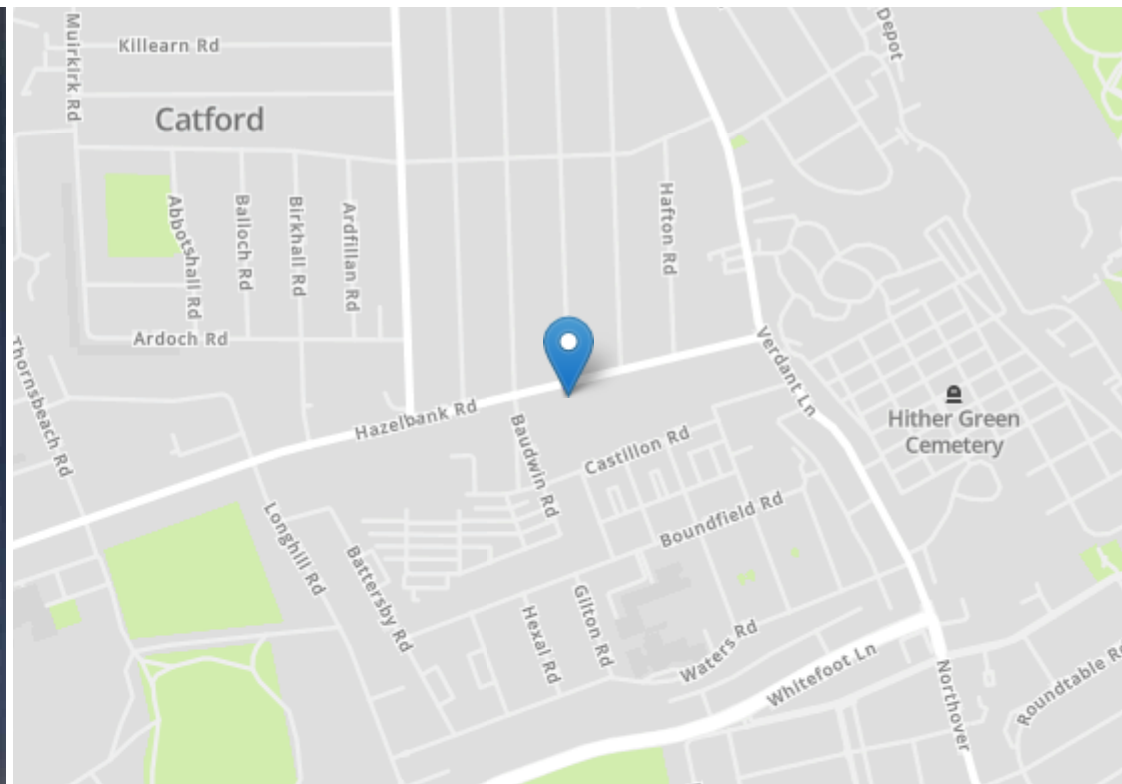 Muirkirk Rd
Killearn Rd
Depot
Catford
Abbotshall Rd
Balloch Rd
Birkhall Rd
Ardfillan Rd
Hafton Rd
Ardoch Rd
Thornsbeach Rd
Verdant Ln
Hazelbank Rd
Hither Green
Cemetery
Baudwin Rd
Castillon Rd
Longhill Rd
Boundfield Rd
Battersby Rd
Hexal Rd
Gilton Rd
Waters Rd
Whitefoot Ln
Northover
Roundtable Rd